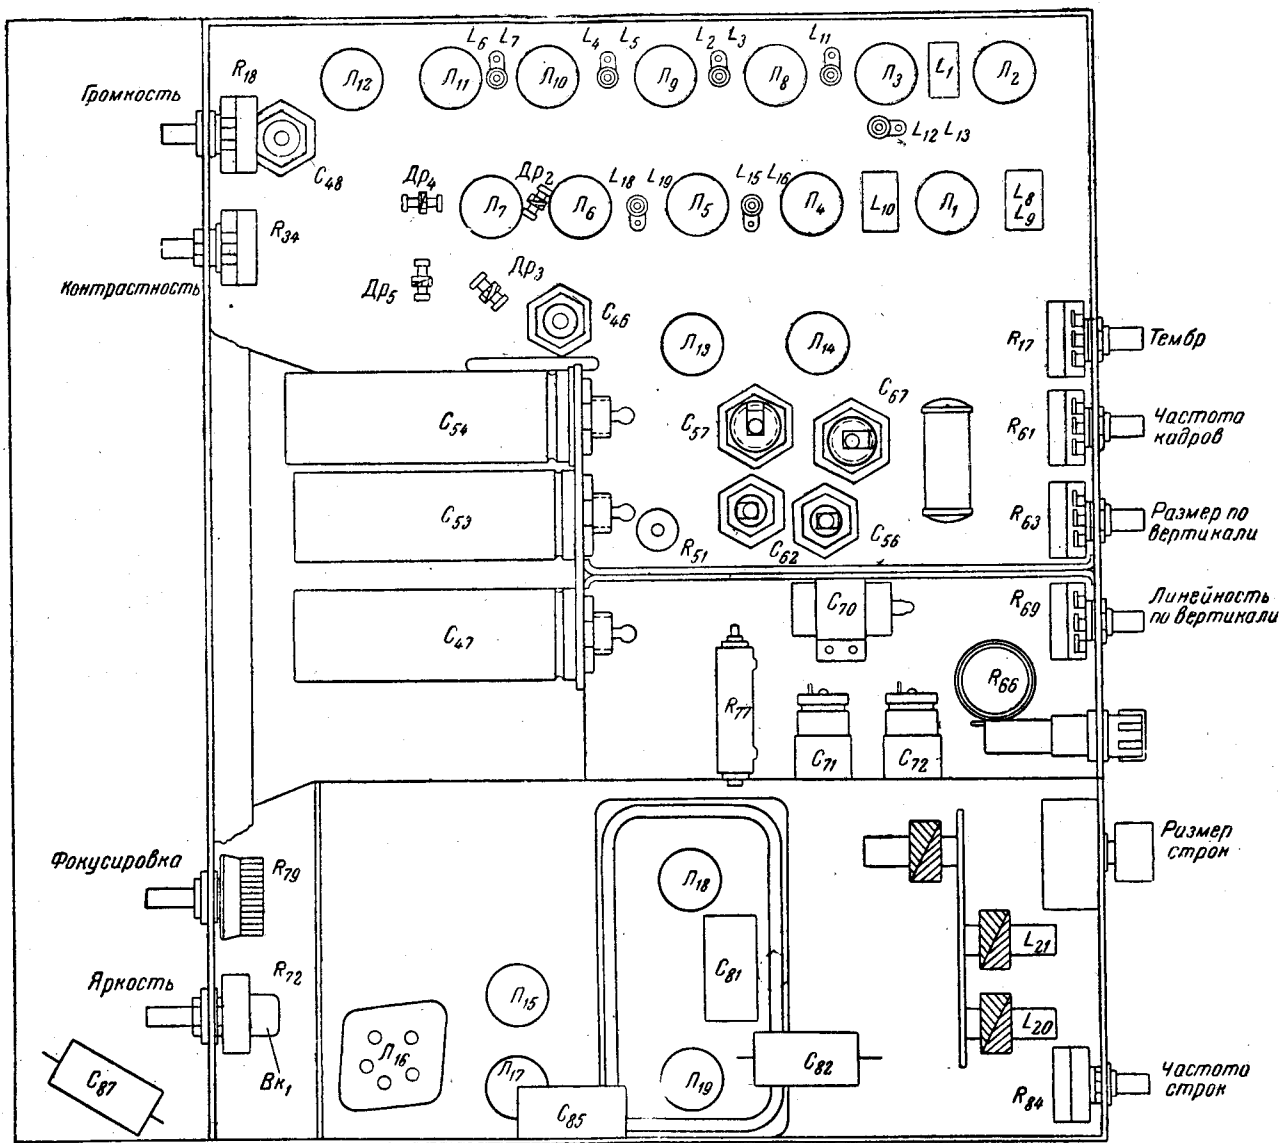 L₆ L₇ L₄ L₅ L₂ L₃ L₁₁
R₁₈ Л₁₂ Л₁₁ Л₁₀ Л₉ Л₈ Л₃ L₁ Л₂
Громкость
L₁₂ L₁₃
C₄₈
Др₄ Др₂ L₁₈ L₁₉ L₁₅ L₁₆
Л₇ Л₆ Л₅ Л₄ L₁₀ Л₁ L₈
L₉
R₃₄
Контрастность
Др₅ Др₃
C₄₆
Л₁₃ Л₁₄ R₁₇ Тембр
C₆₇
C₅₄ C₅₇ R₆₁ Частота
кадров
C₅₃ R₆₃ Размер по
вертикали
R₅₁ C₆₂ C₅₆
C₇₀ R₆₉ Линейность
по вертикали
C₄₇
R₆₆
R₇₇
C₇₁ C₇₂
Размер
строк
Фокусировка R₇₉ Л₁₈
L₂₁
C₈₁
R₇₂
Яркость Л₁₅
L₂₀
Л₁₆
C₈₂
Вк₁ C₈₇ Л₁₇ Л₁₉
R₈₄ Частота
строк
C₈₅